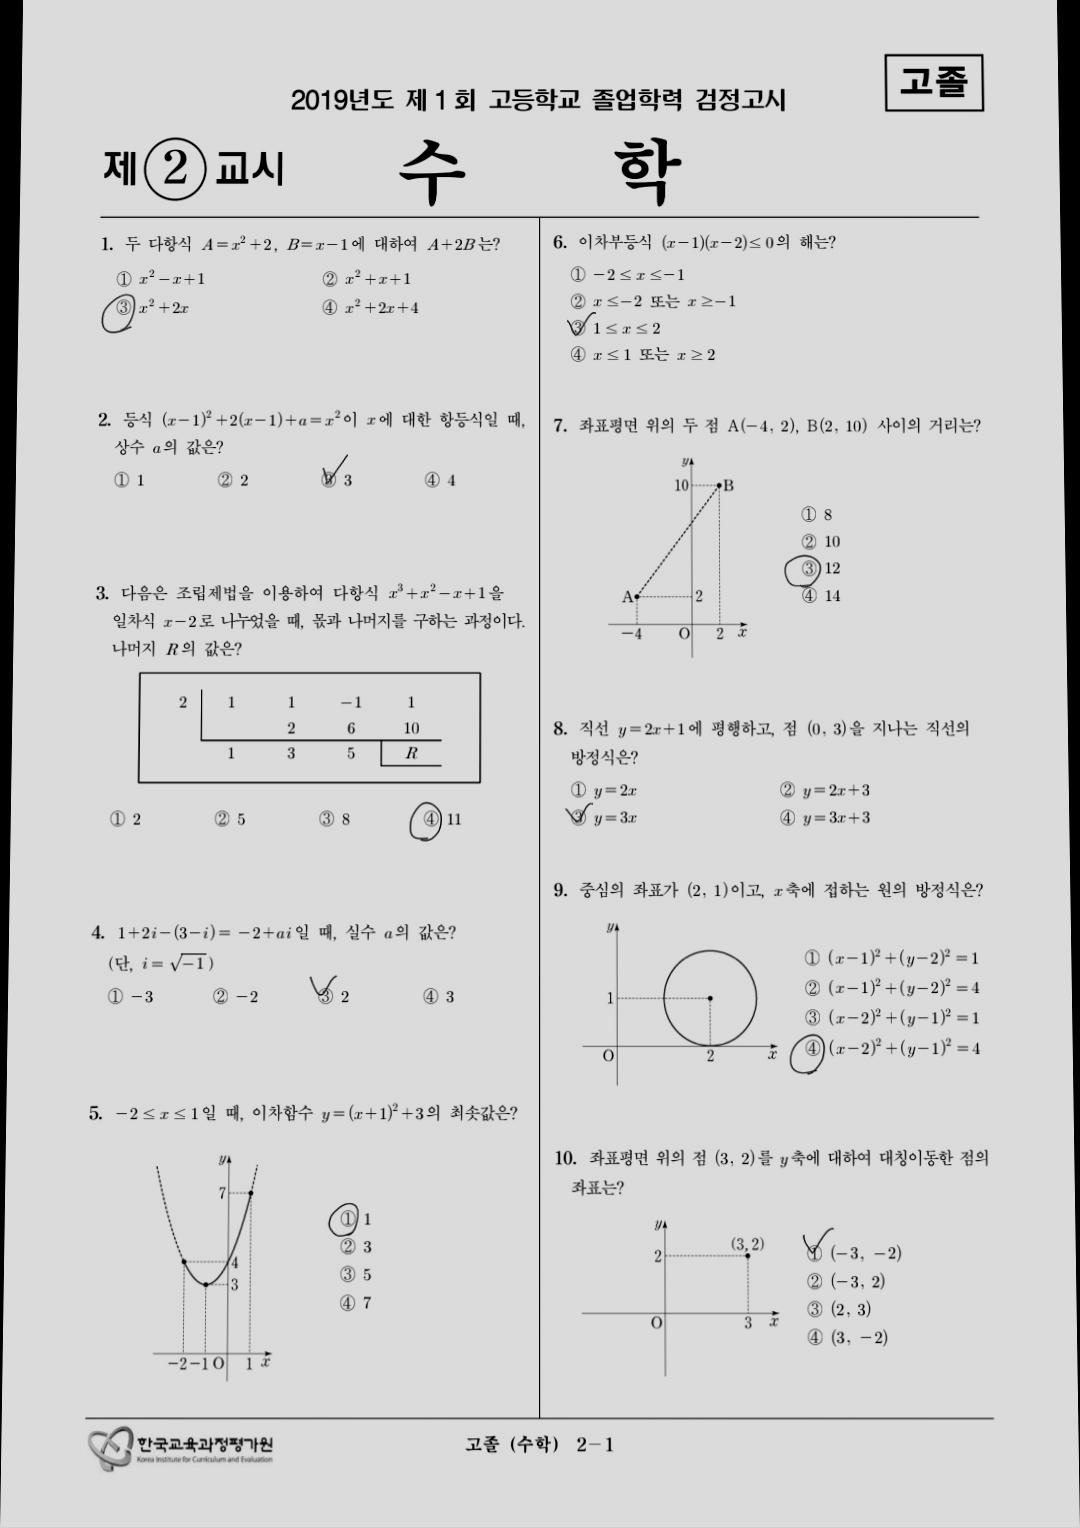 고졸
2019년도 제 1 회 고등학교 졸업학력 검정고시
제 ② 교시 수 학
1. 두 다항식 A=x²+2, B=x−1에 대하여 A+2B는?
① x²−x+1 ② x²+x+1
③ x²+2x ④ x²+2x+4
2. 등식 (x−1)²+2(x−1)+a=x²이 x에 대한 항등식일 때,
상수 a의 값은?
① 1 ② 2 ③ 3 ④ 4
3. 다음은 조립제법을 이용하여 다항식 x³+x²−x+1을
일차식 x−2로 나누었을 때, 몫과 나머지를 구하는 과정이다.
나머지 R의 값은?
2 1 1 −1 1
2 6 10
1 3 5 R
① 2 ② 5 ③ 8 ④ 11
4. 1+2i−(3−i)=−2+ai일 때, 실수 a의 값은?
(단, i=√−1)
① −3 ② −2 ③ 2 ④ 3
5. −2≤x≤1일 때, 이차함수 y=(x+1)²+3의 최솟값은?
y
7
4
3
−2 −1 O 1 x
① 1
② 3
③ 5
④ 7
6. 이차부등식 (x−1)(x−2)≤0의 해는?
① −2≤x≤−1
② x≤−2 또는 x≥−1
③ 1≤x≤2
④ x≤1 또는 x≥2
7. 좌표평면 위의 두 점 A(−4, 2), B(2, 10) 사이의 거리는?
y
10 B
A 2
−4 O 2 x
① 8
② 10
③ 12
④ 14
8. 직선 y=2x+1에 평행하고, 점 (0, 3)을 지나는 직선의
방정식은?
① y=2x ② y=2x+3
③ y=3x ④ y=3x+3
9. 중심의 좌표가 (2, 1)이고, x축에 접하는 원의 방정식은?
y
1
O 2 x
① (x−1)²+(y−2)²=1
② (x−1)²+(y−2)²=4
③ (x−2)²+(y−1)²=1
④ (x−2)²+(y−1)²=4
10. 좌표평면 위의 점 (3, 2)를 y축에 대하여 대칭이동한 점의
좌표는?
y
2 (3, 2)
O 3 x
① (−3, −2)
② (−3, 2)
③ (2, 3)
④ (3, −2)
한국교육과정평가원
Korea Institute for Curriculum and Evaluation
고졸 (수학) 2−1